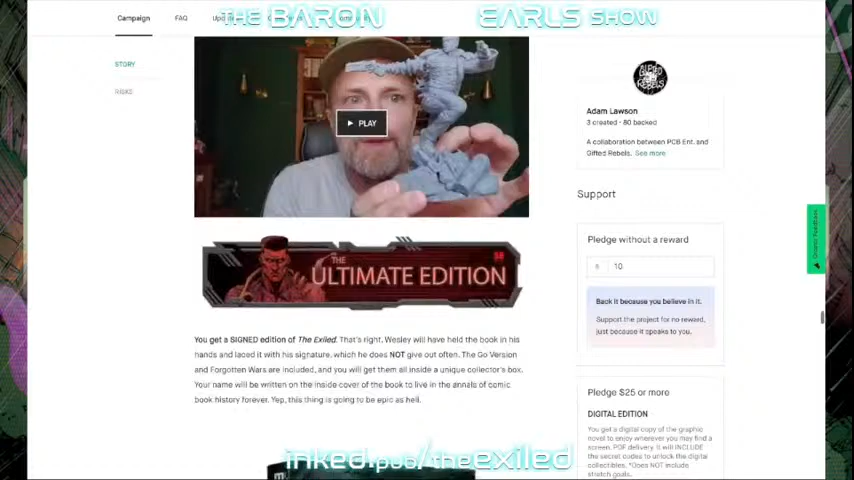 THE BARON EARLS SHOW
Campaign FAQ
STORY
RISKS
PLAY
GIFTED REBELS
Adam Lawson
3 created · 80 backed
A collaboration between PCB Ent. and
Gifted Rebels. See more
Support
Pledge without a reward
$ 10
Back it because you believe in it.
Support the project for no reward,
just because it speaks to you.
Pledge $25 or more
DIGITAL EDITION
You get a digital copy of the graphic
novel to enjoy wherever you may find a
screen. PDF delivery. It will INCLUDE
the secret codes to unlock the digital
collectibles. *Does NOT include
stretch goals.
THE
ULTIMATE EDITION
You get a SIGNED edition of The Exiled. That's right, Wesley will have held the book in his
hands and laced it with his signature, which he does NOT give out often. The Go Version
and Forgotten Wars are included, and you will get them all inside a unique collector's box.
Your name will be written on the inside cover of the book to live in the annals of comic
book history forever. Yep, this thing is going to be epic as hell.
inked.pub/theexiled